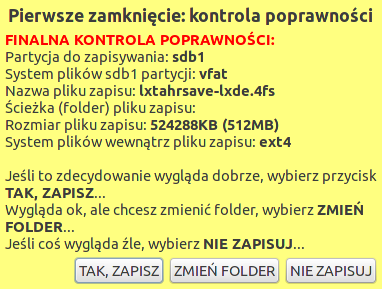 Pierwsze zamknięcie: kontrola poprawności
FINALNA KONTROLA POPRAWNOŚCI:
Partycja do zapisywania: sdb1
System plików sdb1 partycji: vfat
Nazwa pliku zapisu: lxtahrsave-lxde.4fs
Ścieżka (folder) pliku zapisu:
Rozmiar pliku zapisu: 524288KB (512MB)
System plików wewnątrz pliku zapisu: ext4
Jeśli to zdecydowanie wygląda dobrze, wybierz przycisk
TAK, ZAPISZ...
Wygląda ok, ale chcesz zmienić folder, wybierz ZMIEŃ
FOLDER...
Jeśli coś wygląda źle, wybierz NIE ZAPISUJ...
TAK, ZAPISZ ZMIEŃ FOLDER NIE ZAPISUJ